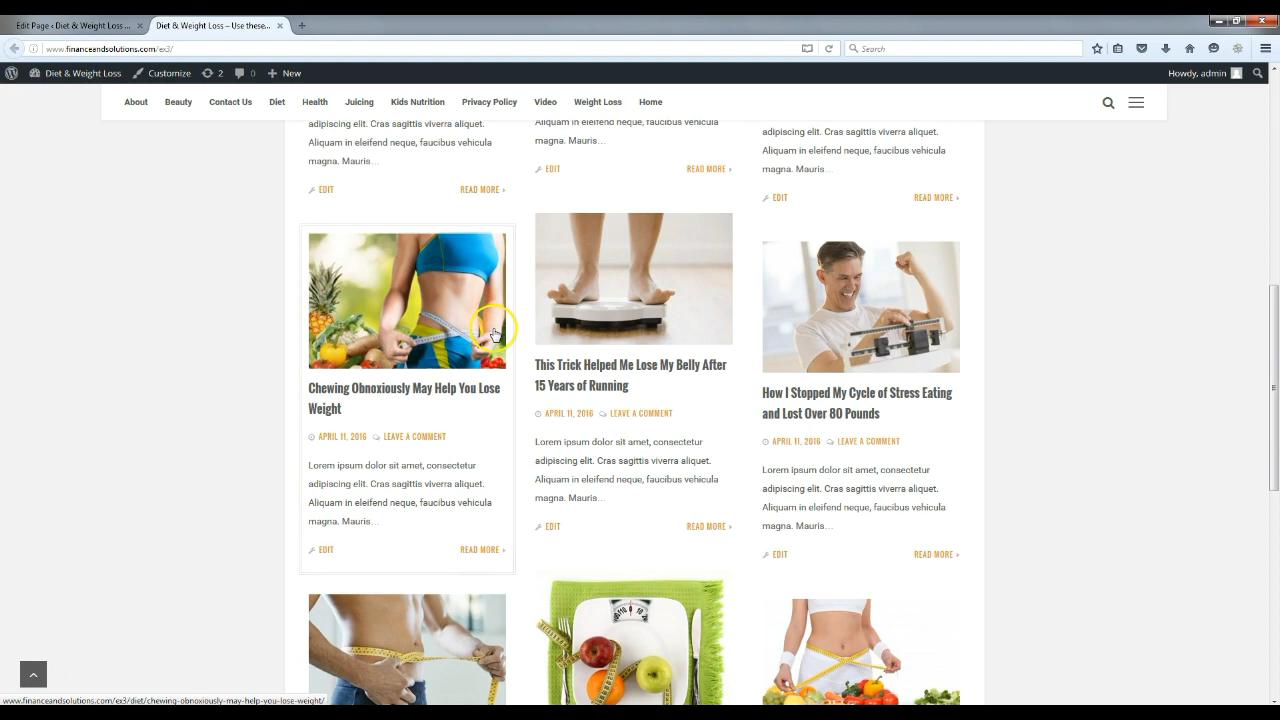 Edit Page ‹ Diet & Weight Loss ...
Diet & Weight Loss – Use these...
www.financeandsolutions.com/ex3/
Search
Diet & Weight Loss
Customize
2
0
New
Howdy, admin
About
Beauty
Contact Us
Diet
Health
Juicing
Kids Nutrition
Privacy Policy
Video
Weight Loss
Home
adipiscing elit. Cras sagittis viverra aliquet.
Aliquam in eleifend neque, faucibus vehicula
magna. Mauris...
EDIT
READ MORE
Aliquam in eleifend neque, faucibus vehicula
magna. Mauris...
EDIT
READ MORE
adipiscing elit. Cras sagittis viverra aliquet.
Aliquam in eleifend neque, faucibus vehicula
magna. Mauris...
EDIT
READ MORE
Chewing Obnoxiously May Help You Lose
Weight
APRIL 11, 2016 LEAVE A COMMENT
Lorem ipsum dolor sit amet, consectetur
adipiscing elit. Cras sagittis viverra aliquet.
Aliquam in eleifend neque, faucibus vehicula
magna. Mauris...
EDIT
READ MORE
This Trick Helped Me Lose My Belly After
15 Years of Running
APRIL 11, 2016 LEAVE A COMMENT
Lorem ipsum dolor sit amet, consectetur
adipiscing elit. Cras sagittis viverra aliquet.
Aliquam in eleifend neque, faucibus vehicula
magna. Mauris...
EDIT
READ MORE
How I Stopped My Cycle of Stress Eating
and Lost Over 80 Pounds
APRIL 11, 2016 LEAVE A COMMENT
Lorem ipsum dolor sit amet, consectetur
adipiscing elit. Cras sagittis viverra aliquet.
Aliquam in eleifend neque, faucibus vehicula
magna. Mauris...
EDIT
READ MORE
www.financeandsolutions.com/ex3/diet/chewing-obnoxiously-may-help-you-lose-weight/